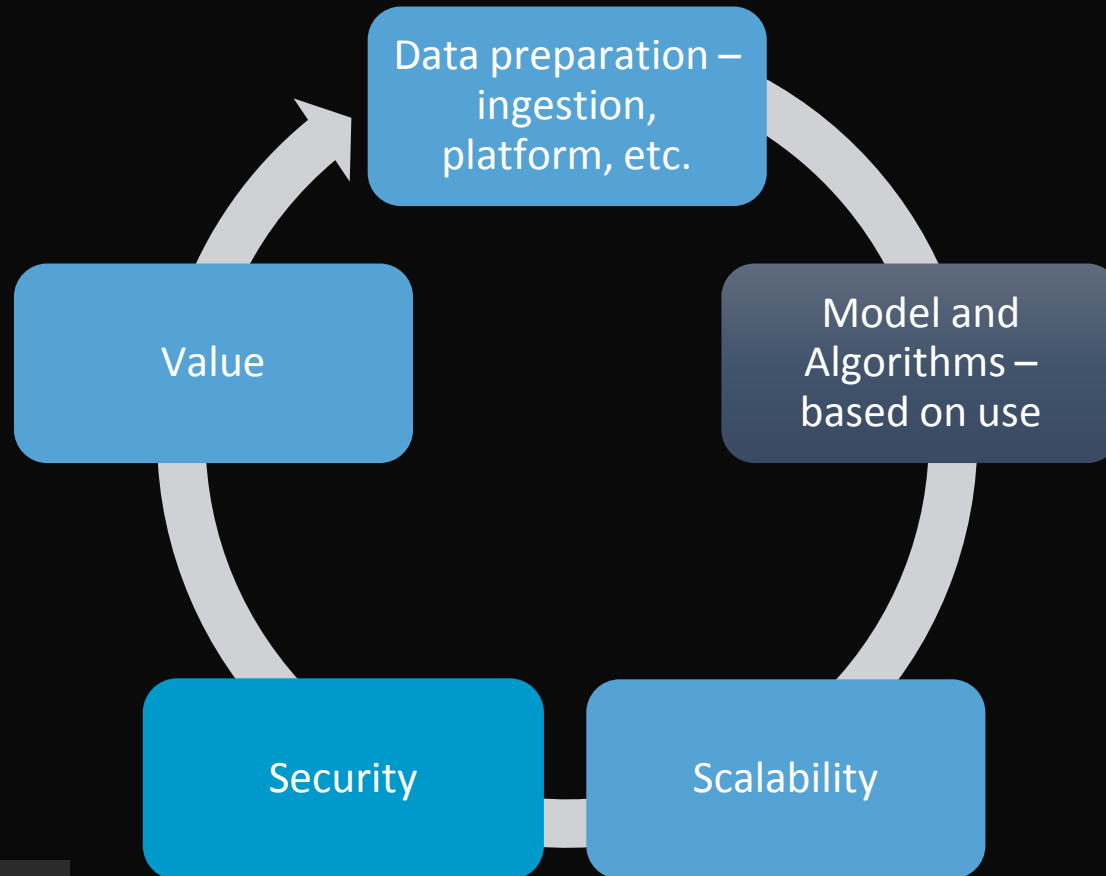 Data preparation –
ingestion,
platform, etc.
Model and
Algorithms –
based on use
Scalability
Security
Value